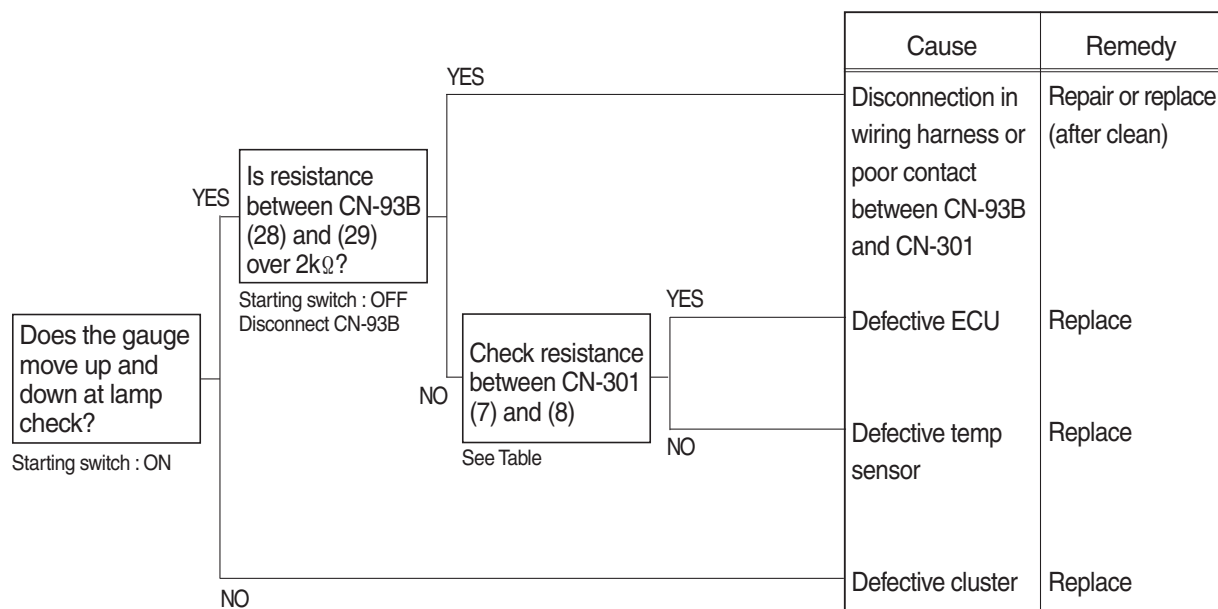 Cause
Remedy
YES
Disconnection in
wiring harness or
poor contact
between CN-93B
and CN-301
Repair or replace
(after clean)
YES
Is resistance
between CN-93B
(28) and (29)
over 2kΩ?
Starting switch : OFF
Disconnect CN-93B
YES
Defective ECU
Replace
Does the gauge
move up and
down at lamp
check?
Starting switch : ON
NO
Check resistance
between CN-301
(7) and (8)
See Table
NO
Defective temp
sensor
Replace
NO
Defective cluster
Replace